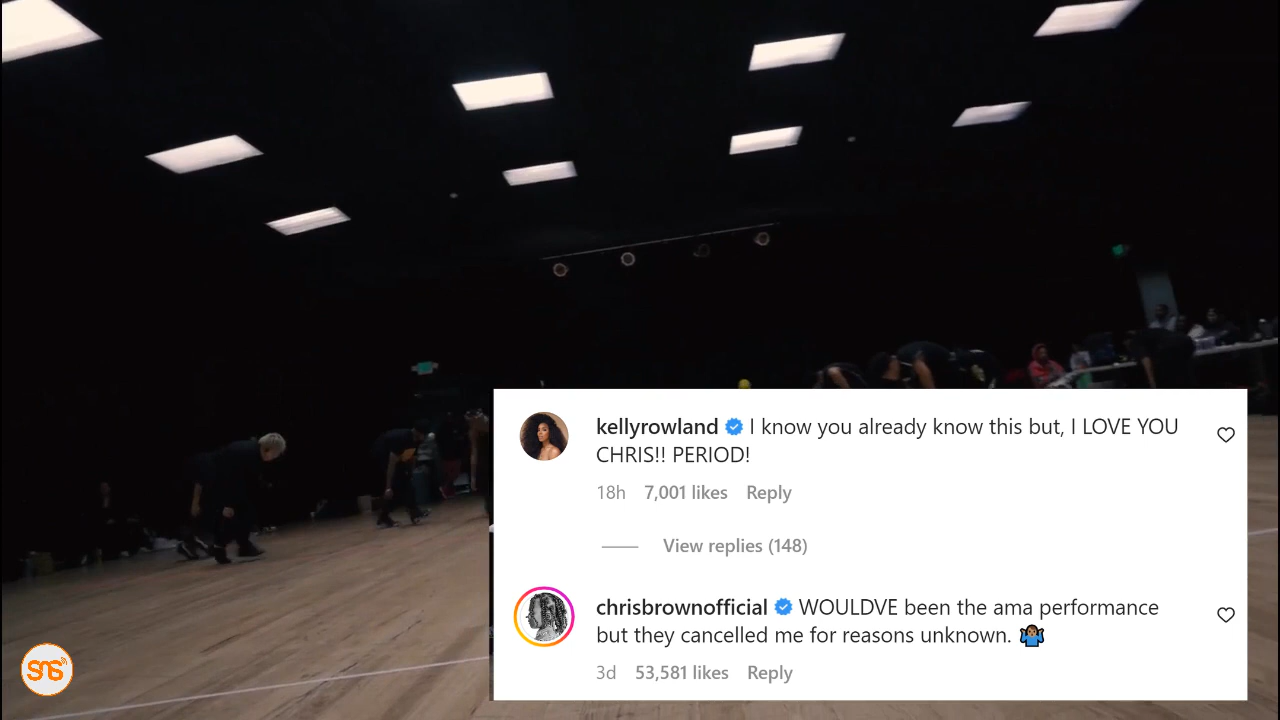 kellyrowland I know you already know this but, I LOVE YOU
CHRIS!! PERIOD!
18h 7,001 likes Reply
View replies (148)
chrisbrownofficial WOULDVE been the ama performance
but they cancelled me for reasons unknown. 🤷🏽‍♂️
3d 53,581 likes Reply
SNS